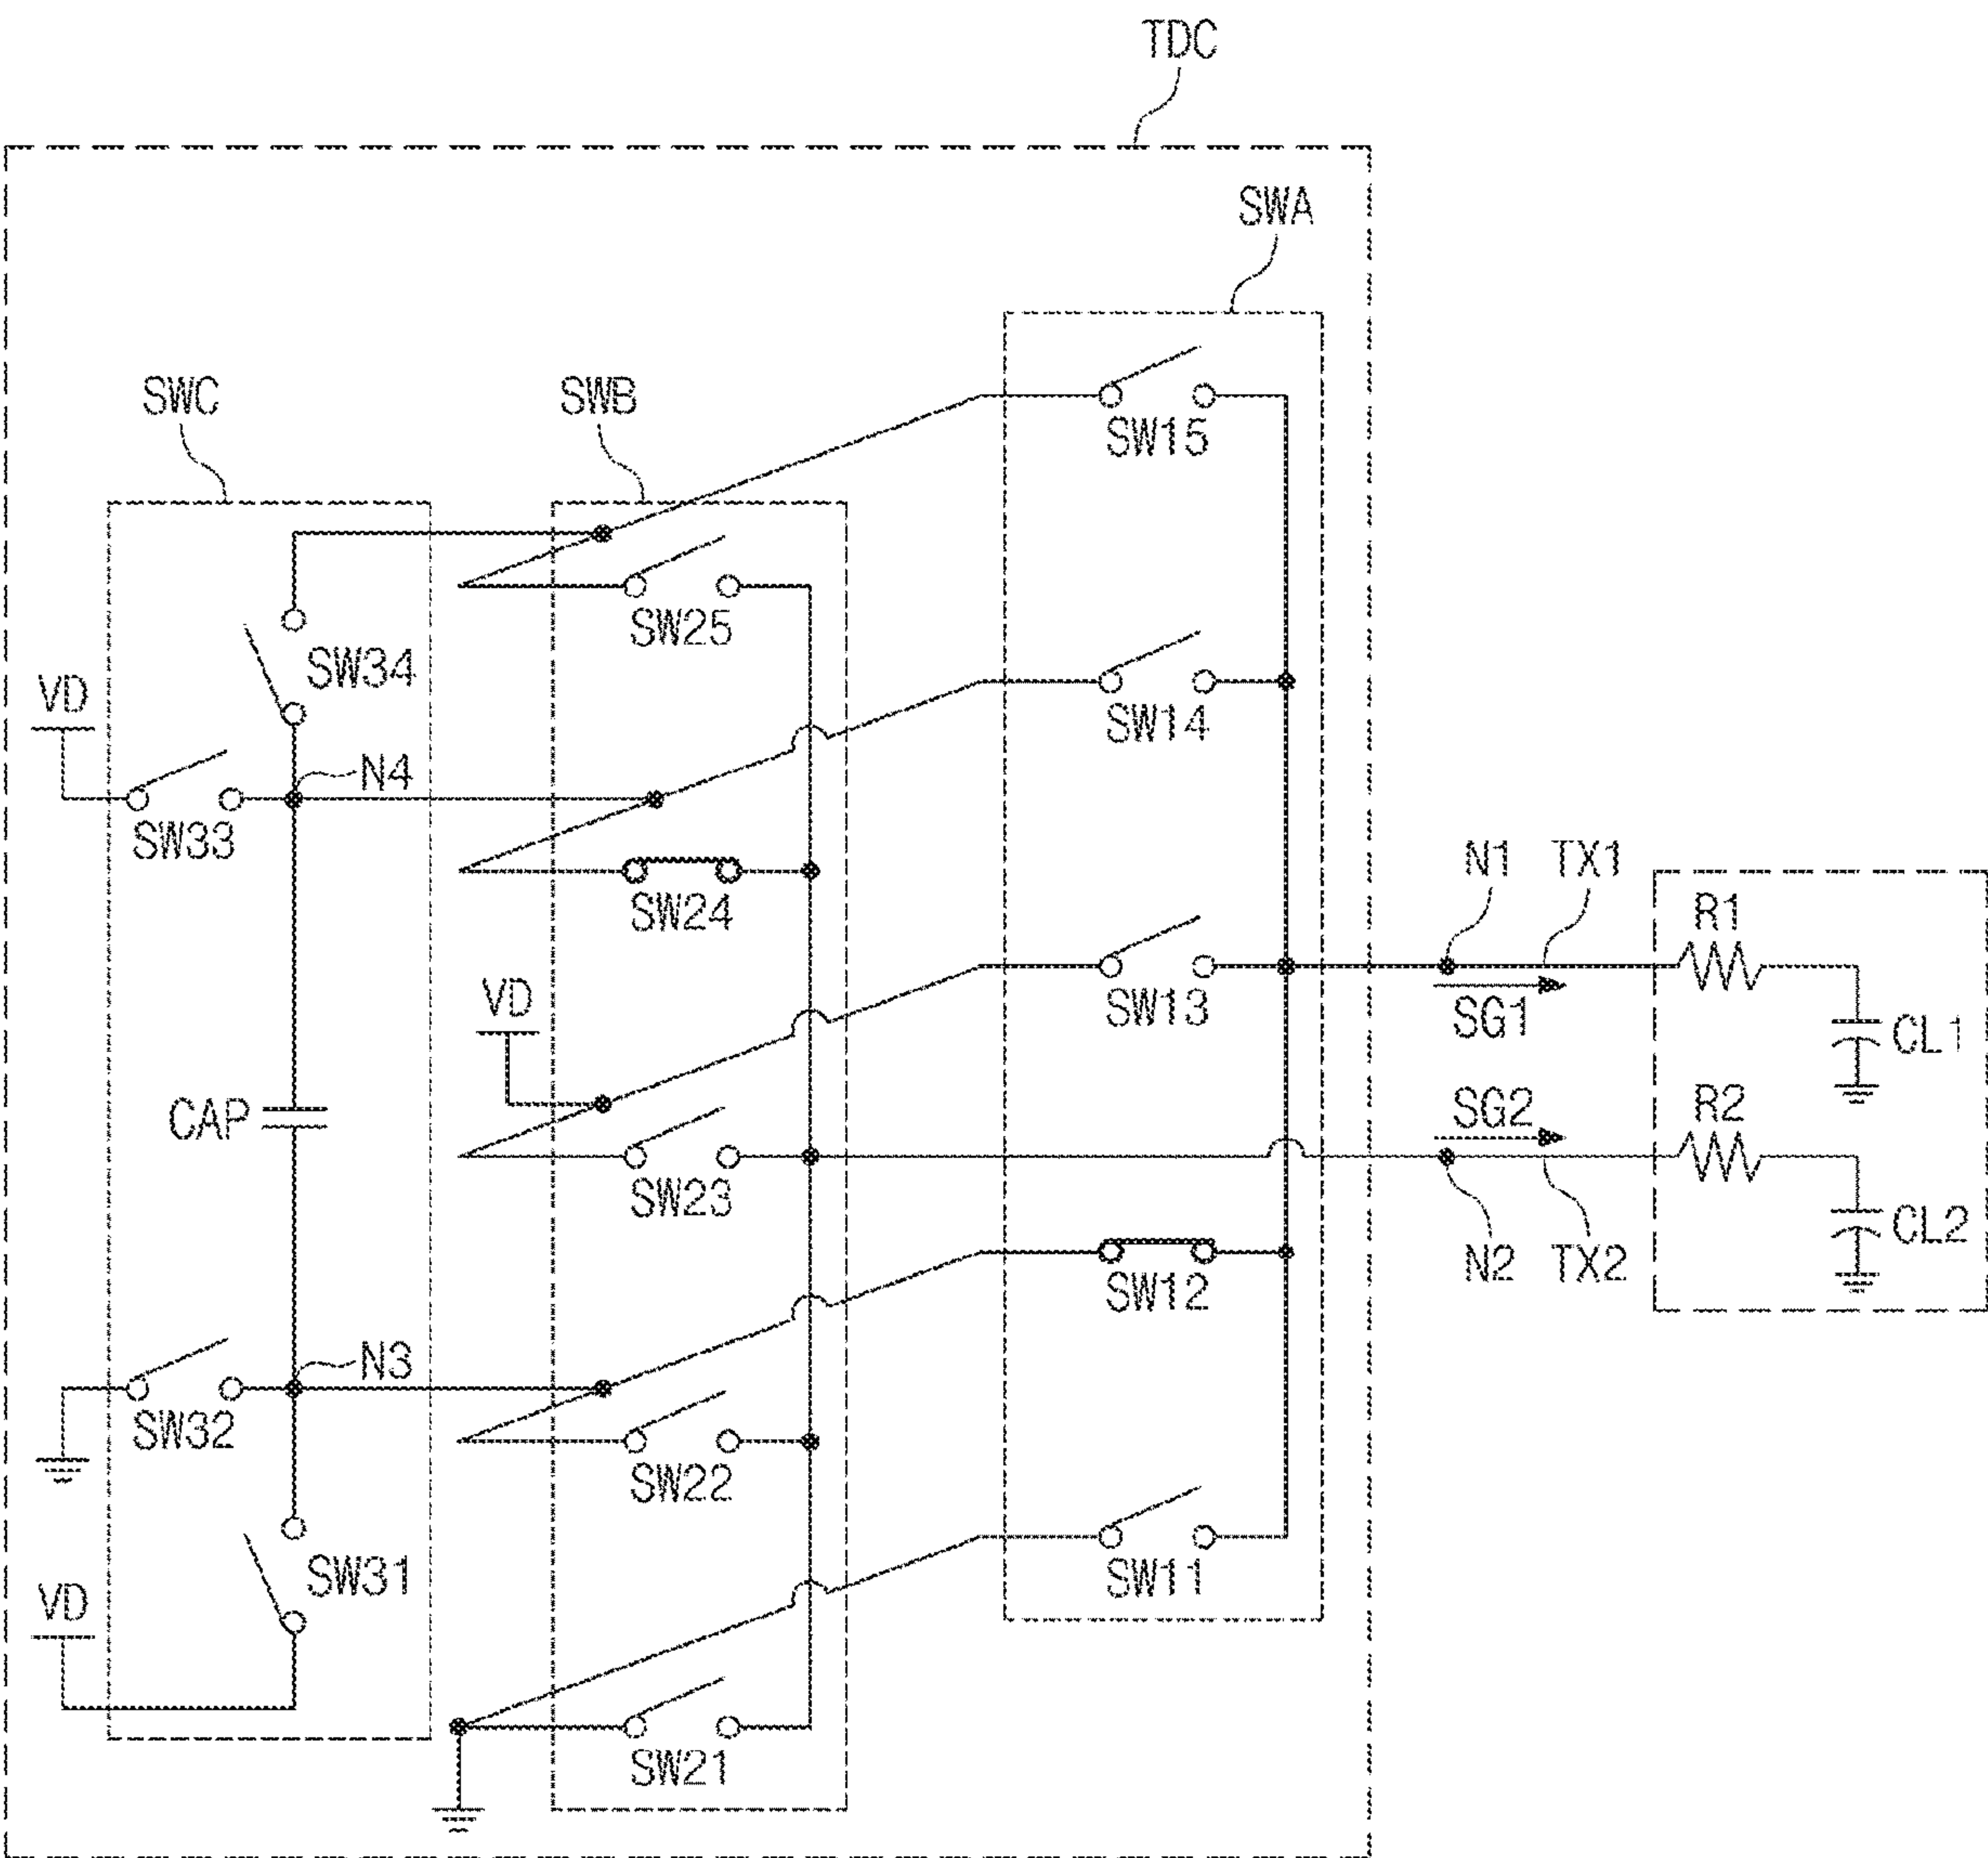 TDC
SWA
SWC
SWB
SW15
SW25
SW34
VD
SW14
N4
SW33
SW24
N1
TX1
R1
VD
SW13
SG1
CL1
CAP
SG2
R2
SW23
N2
TX2
CL2
SW12
N3
SW32
SW22
SW31
SW11
VD
SW21